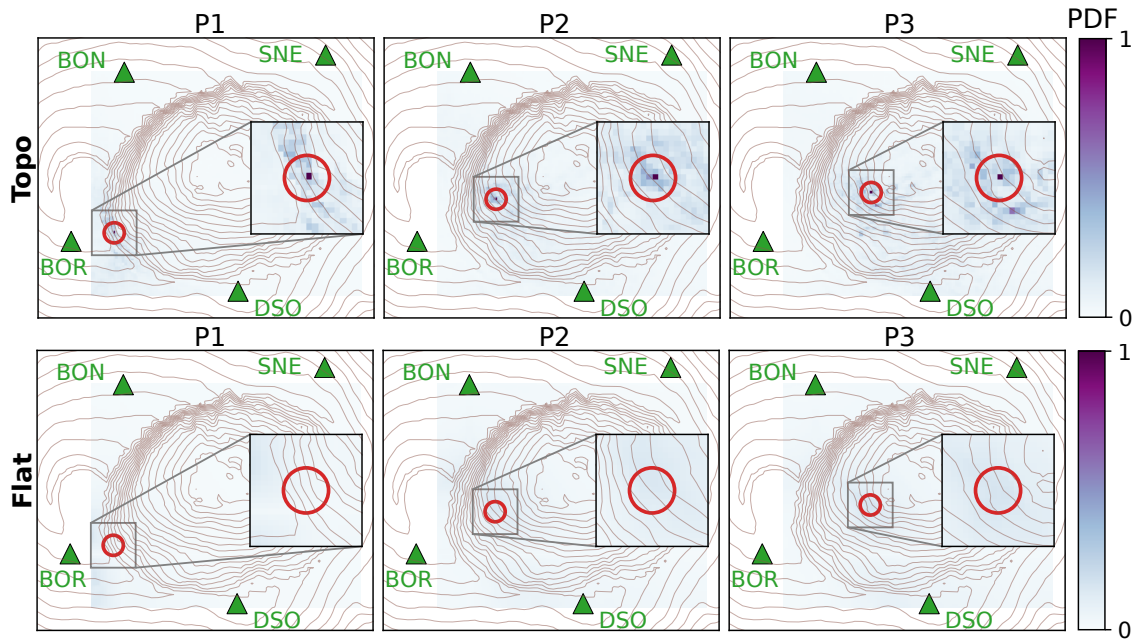 P1 P2 P3 PDF
BON SNE BON SNE BON SNE 1
Topo
BOR BOR BOR
DSO DSO DSO 0
P1 P2 P3
BON SNE BON SNE BON SNE 1
Flat
BOR BOR BOR
DSO DSO DSO 0